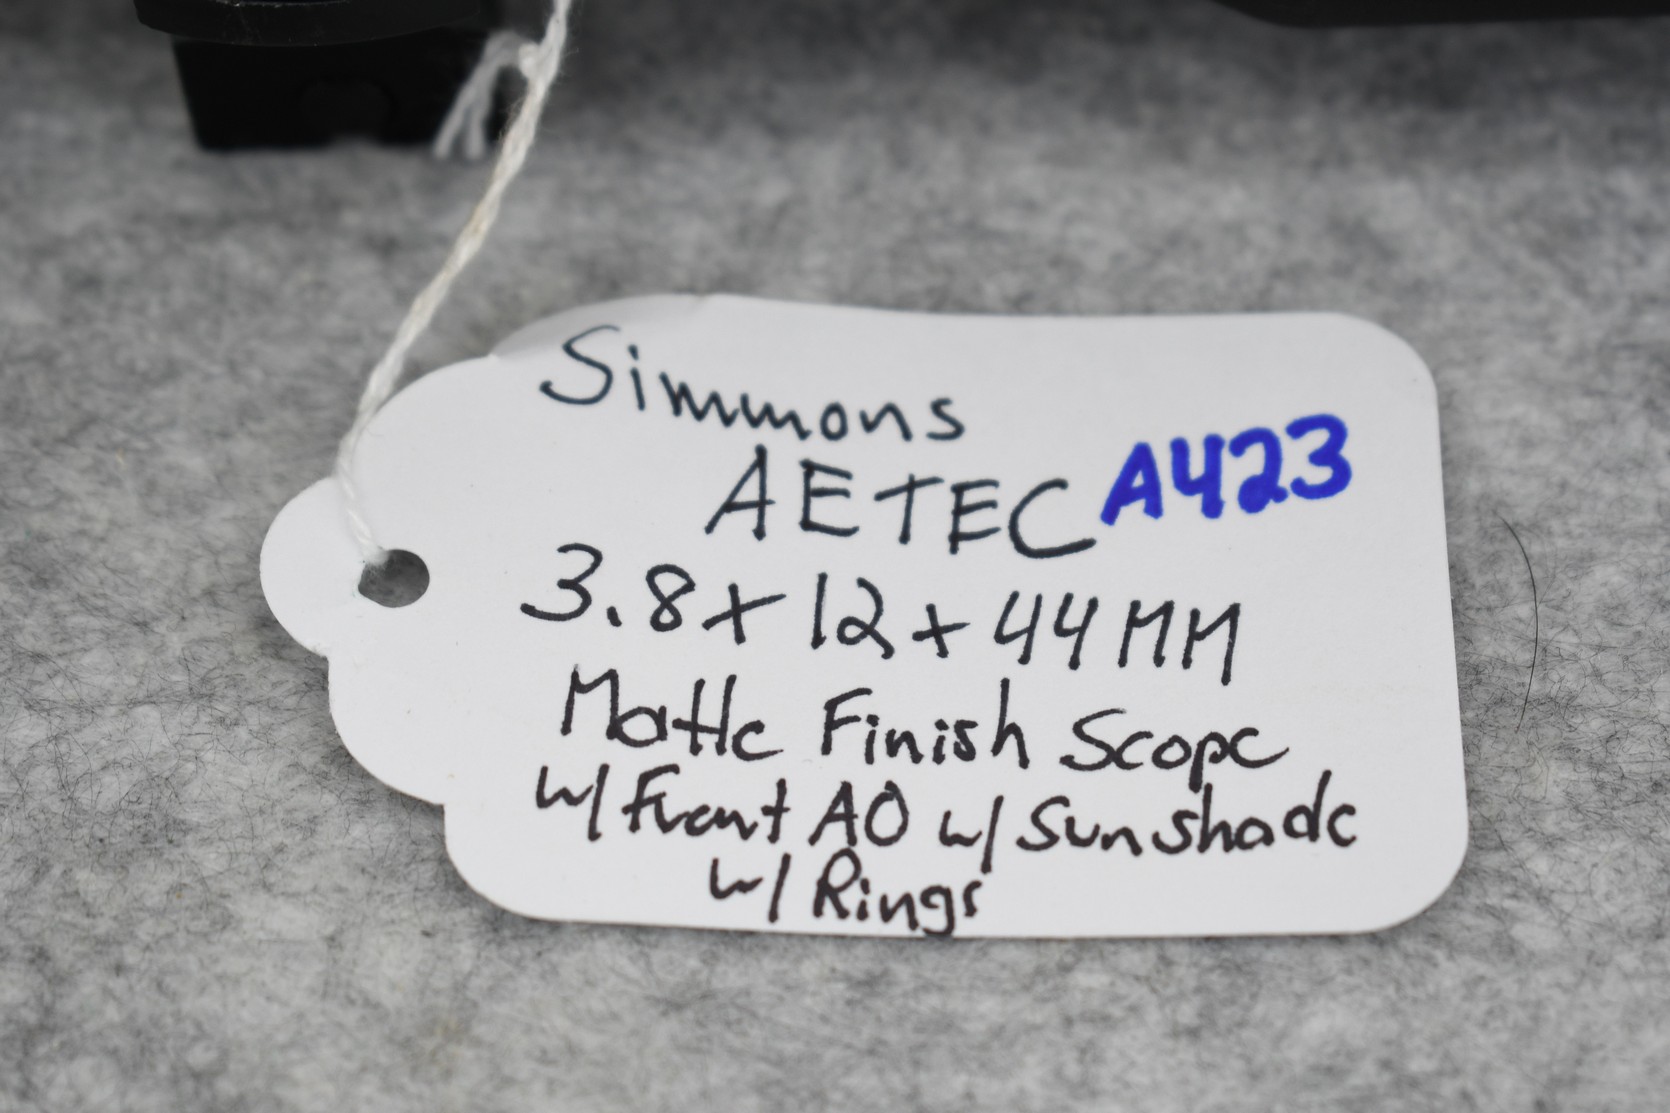 Simmons
AETEC A423
3.8x12x44MM
Matte Finish Scope
w/ Front AO w/ Sunshade
w/ Rings